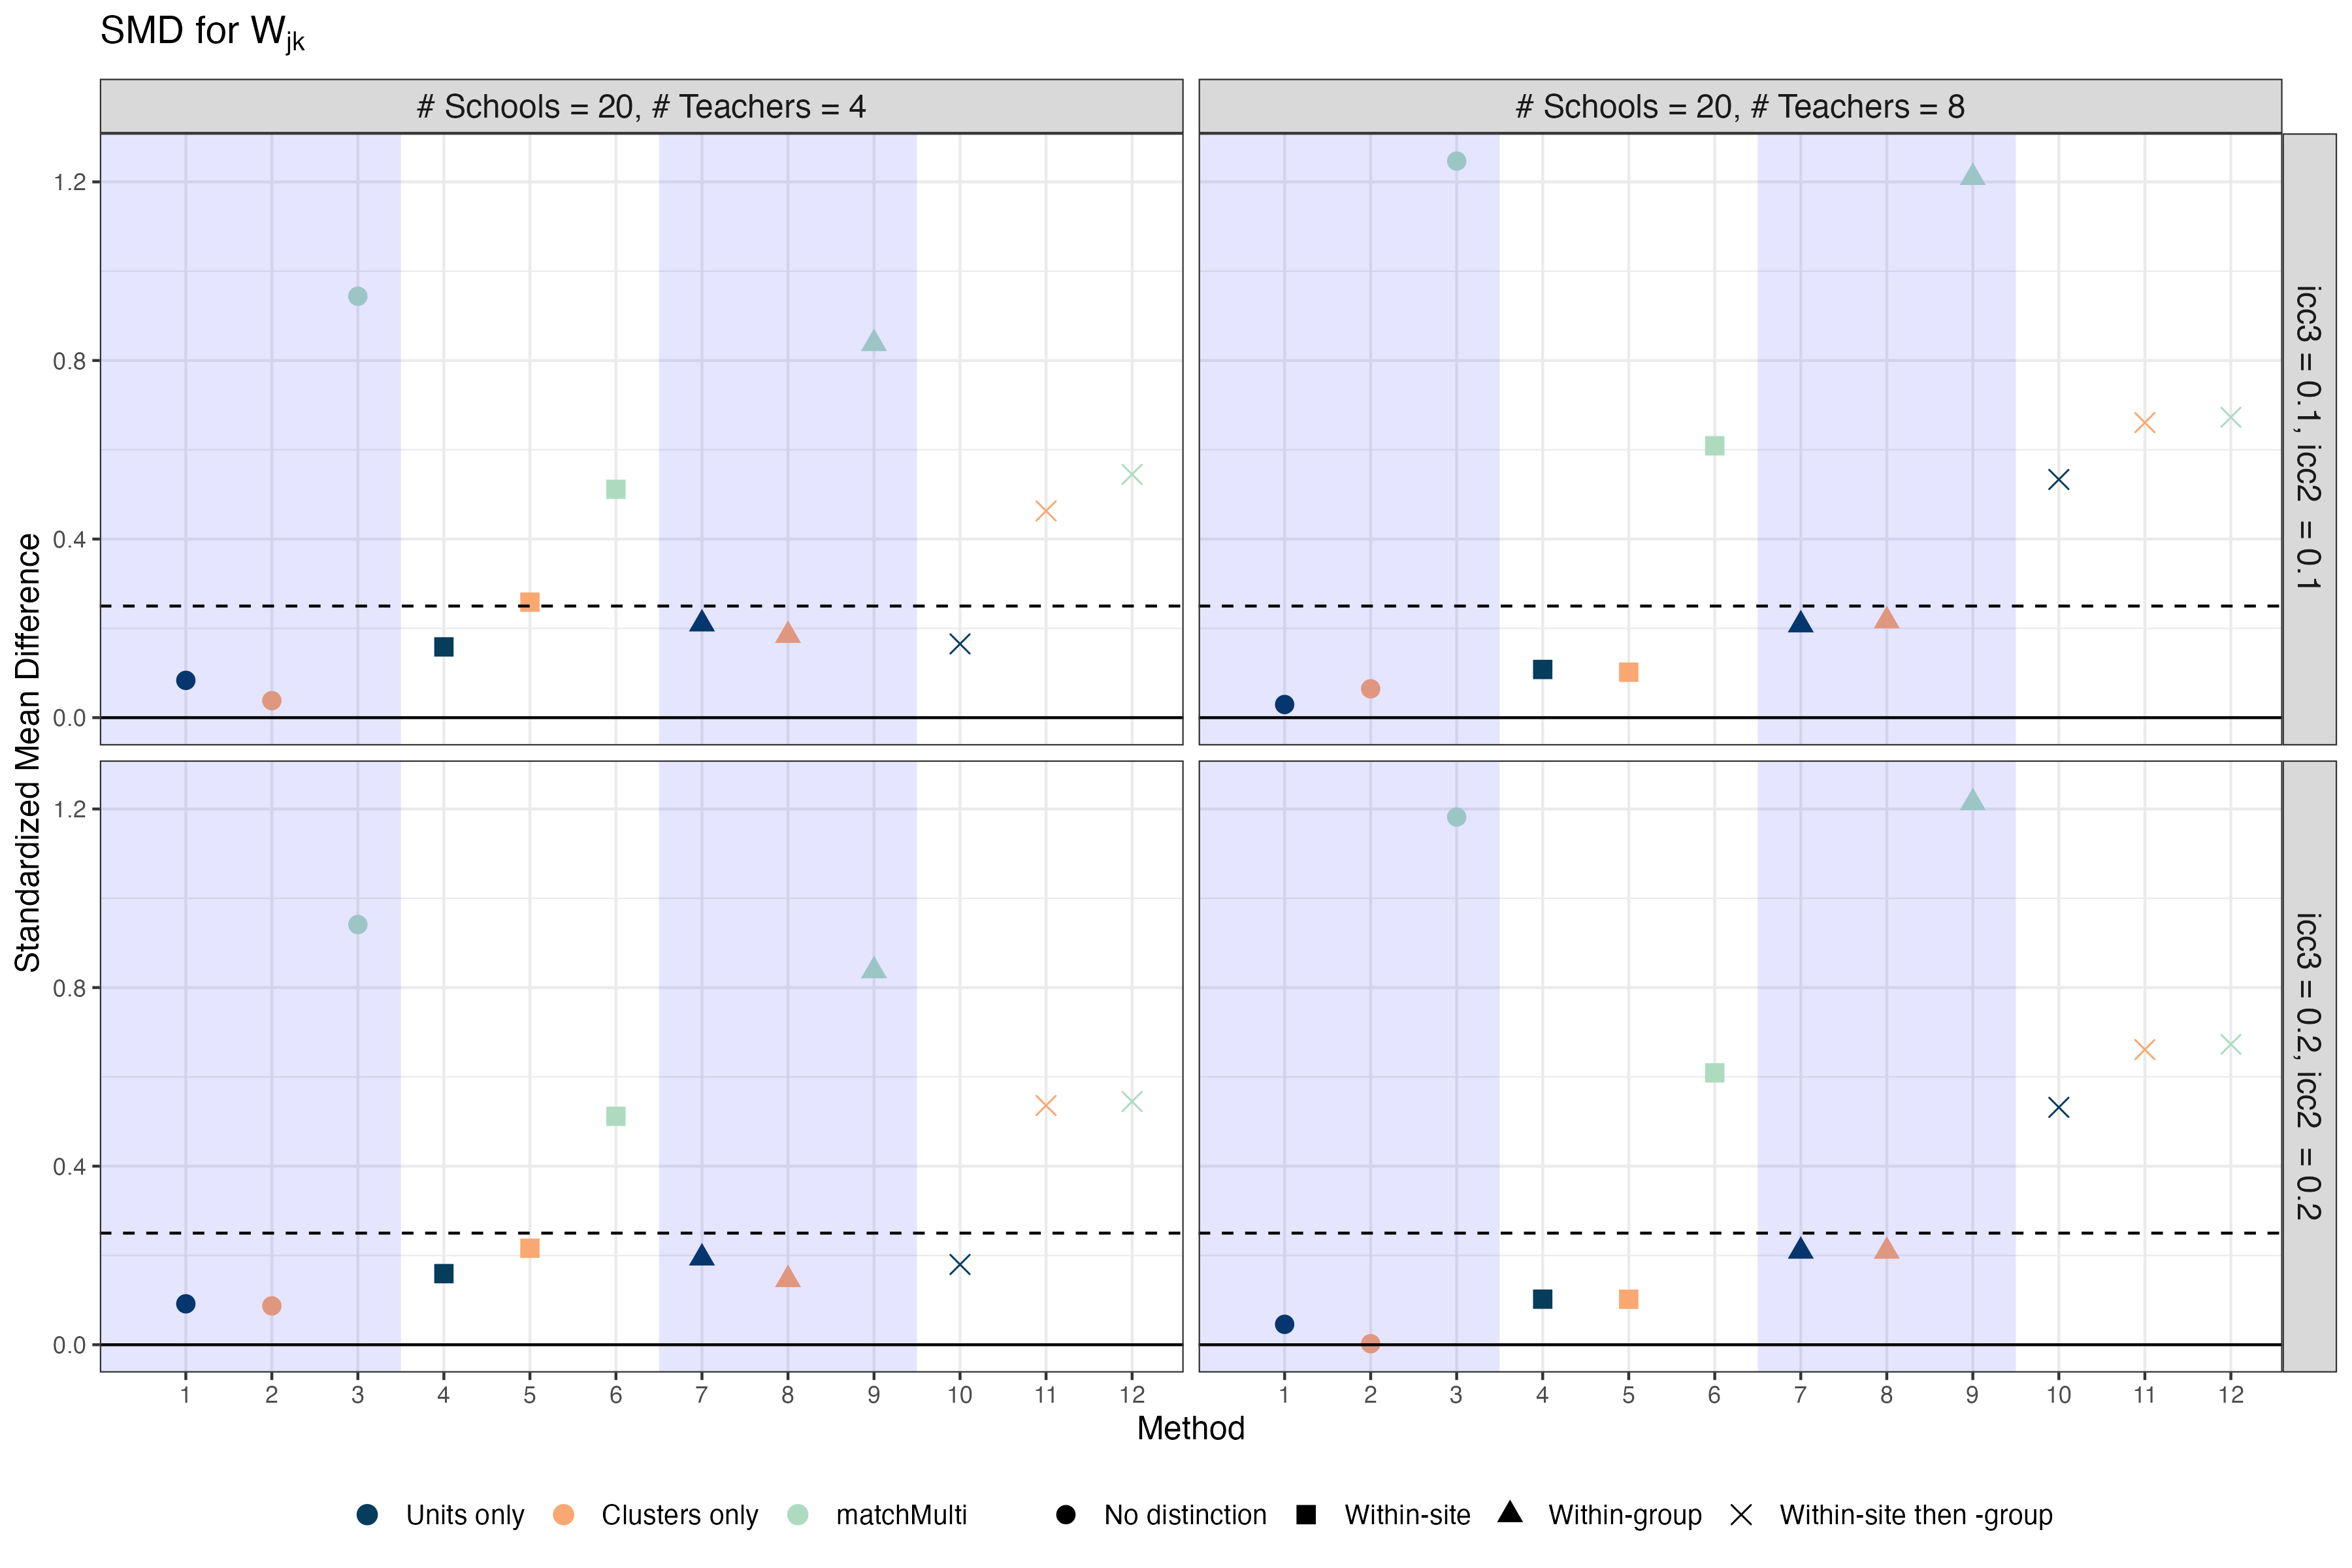 SMD for Wjk
# Schools = 20, # Teachers = 4
# Schools = 20, # Teachers = 8
Standardized Mean Difference
1.2
0.8
0.4
0.0
icc3 = 0.1, icc2 = 0.1
1.2
0.8
0.4
0.0
icc3 = 0.2, icc2 = 0.2
1 2 3 4 5 6 7 8 9 10 11 12
1 2 3 4 5 6 7 8 9 10 11 12
Method
Units only Clusters only matchMulti No distinction Within-site Within-group Within-site then -group